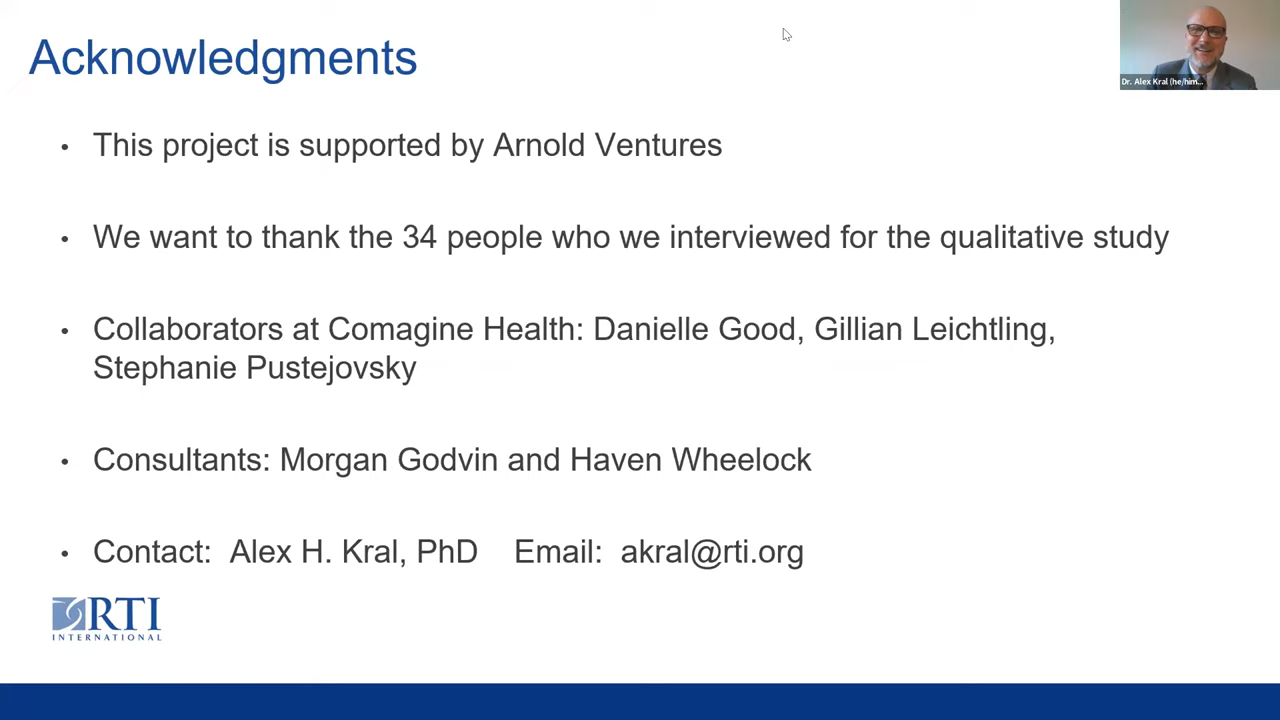 Acknowledgments
Dr. Alex Kral (he/him...
• This project is supported by Arnold Ventures
• We want to thank the 34 people who we interviewed for the qualitative study
• Collaborators at Comagine Health: Danielle Good, Gillian Leichtling,
Stephanie Pustejovsky
• Consultants: Morgan Godvin and Haven Wheelock
• Contact: Alex H. Kral, PhD Email: akral@rti.org
RTI
INTERNATIONAL